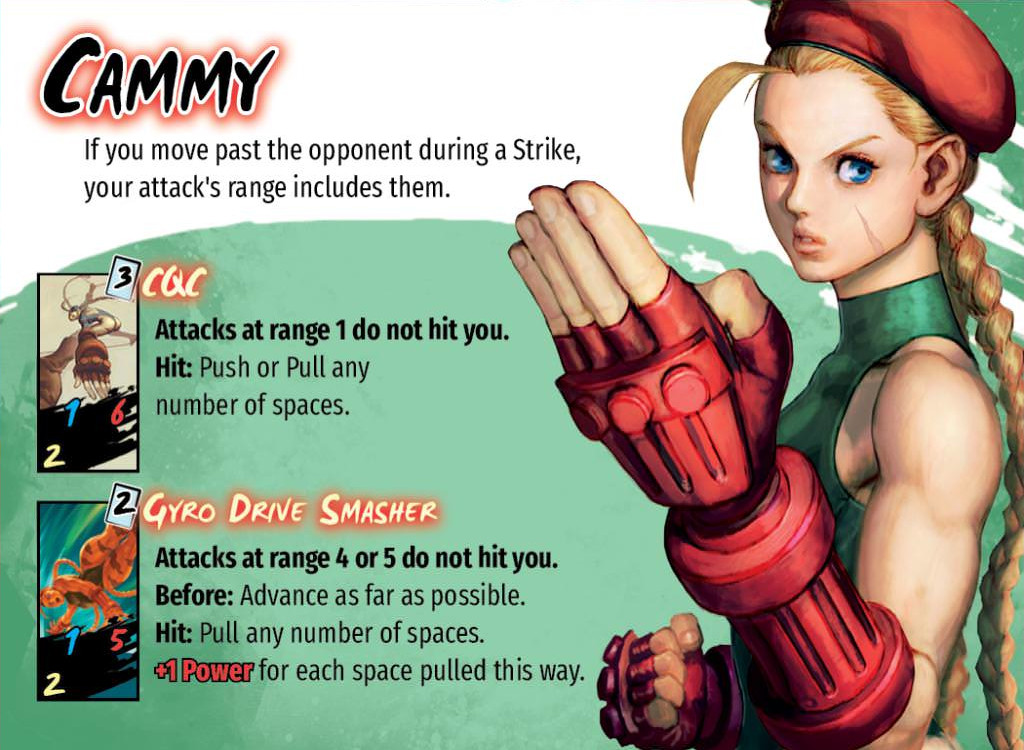 CAMMY
If you move past the opponent during a Strike,
your attack's range includes them.
3 CQC
Attacks at range 1 do not hit you.
Hit: Push or Pull any
number of spaces.
1 6
2
2 GYRO DRIVE SMASHER
Attacks at range 4 or 5 do not hit you.
Before: Advance as far as possible.
Hit: Pull any number of spaces.
+1 Power for each space pulled this way.
1 5
2